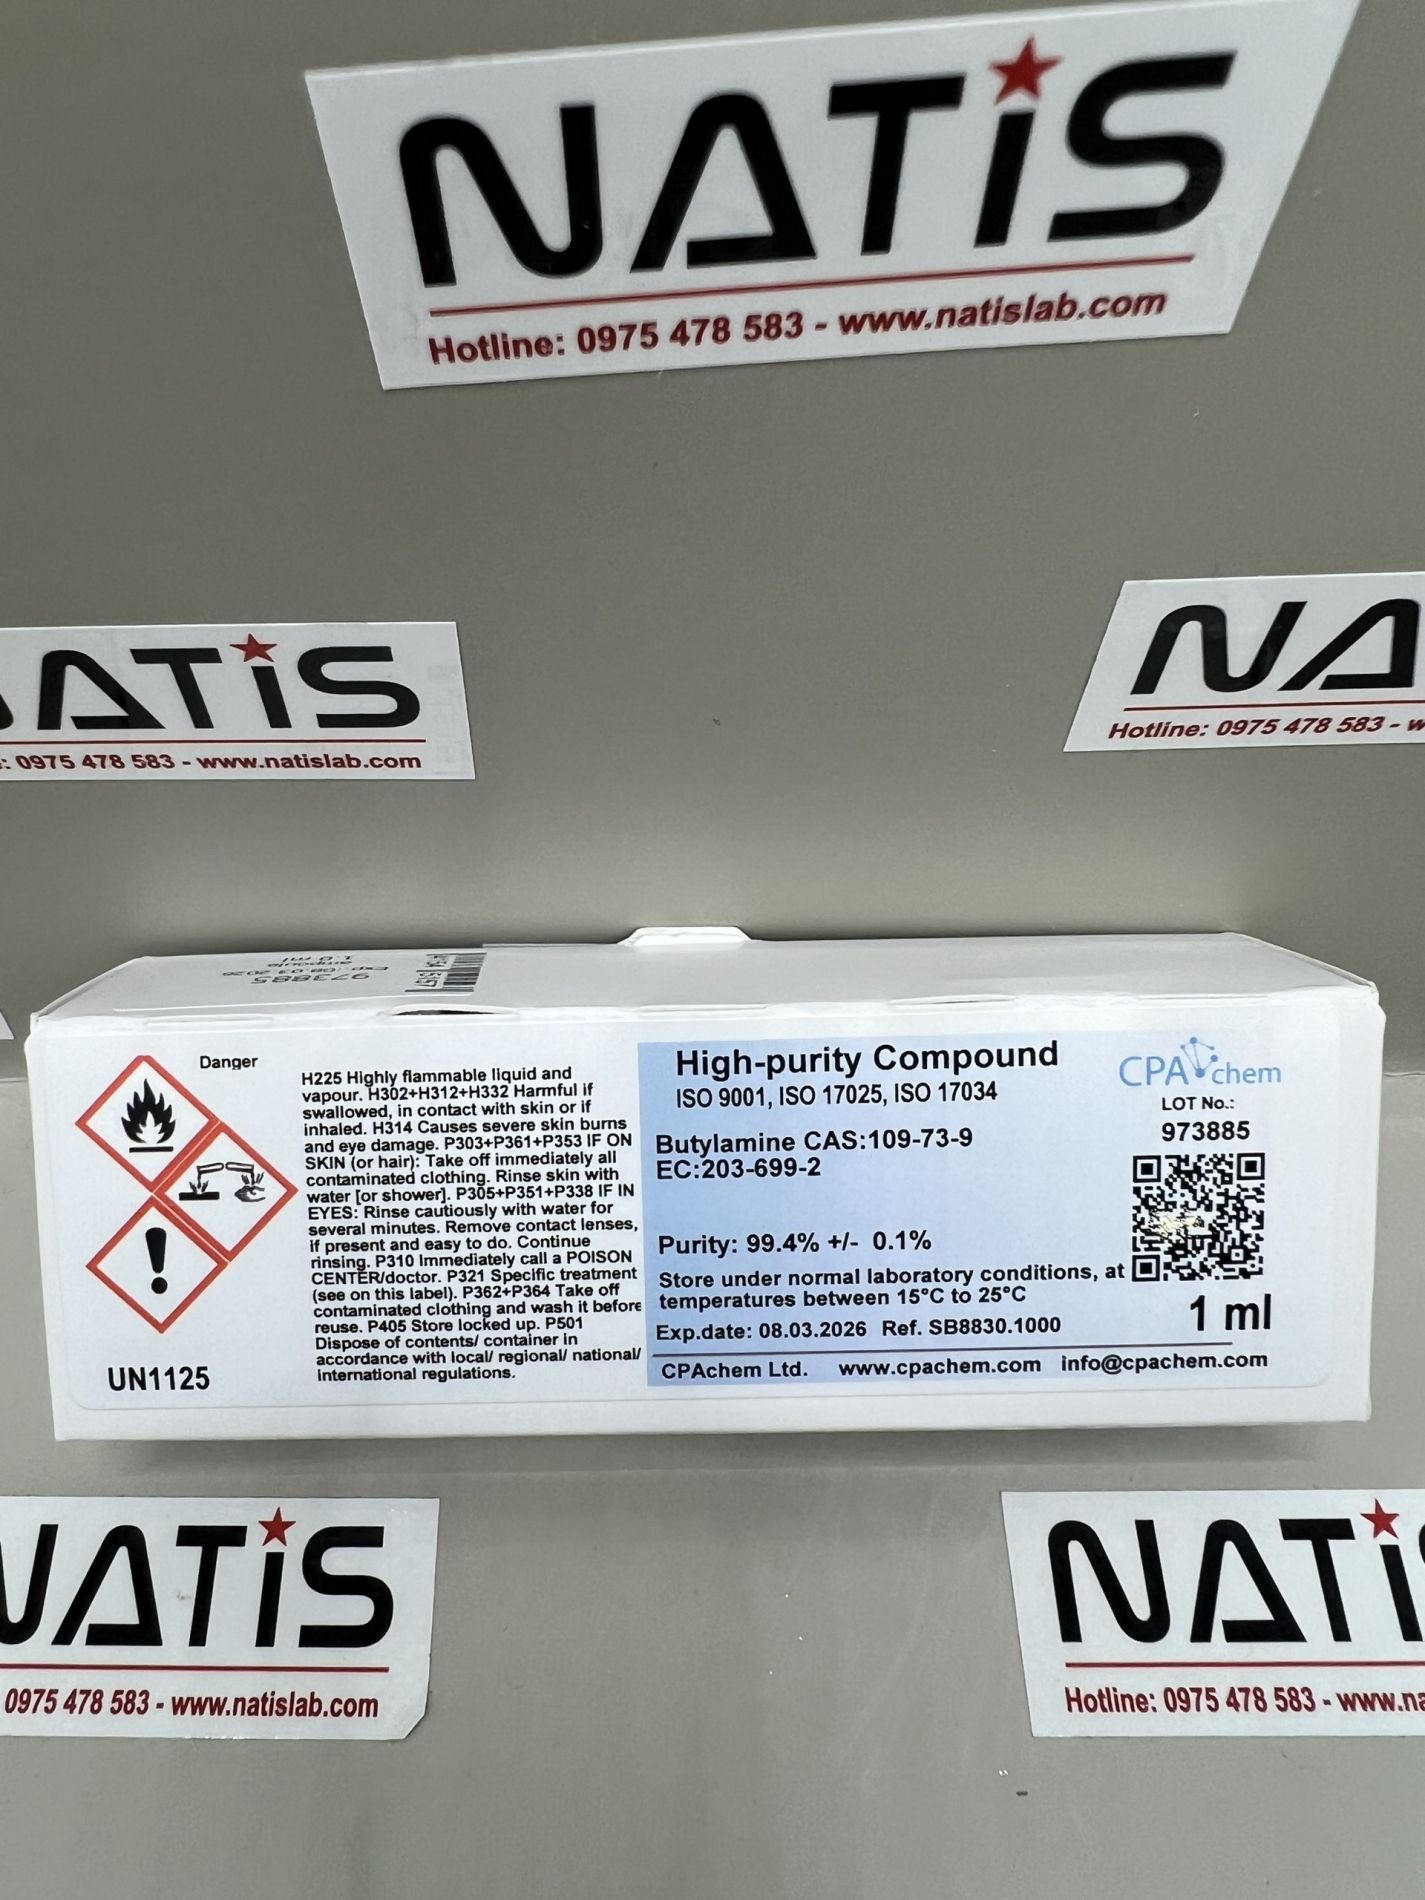 NATiS
Hotline: 0975 478 583 - www.natislab.com
NATiS
: 0975 478 583 - www.natislab.com
NA
Hotline: 0975 478 583 - w
973885
Exp.:08.03.2026
ampoule
1.0 ml
Danger
H225 Highly flammable liquid and
vapour. H302+H312+H332 Harmful if
swallowed, in contact with skin or if
inhaled. H314 Causes severe skin burns
and eye damage. P303+P361+P353 IF ON
SKIN (or hair): Take off immediately all
contaminated clothing. Rinse skin with
water [or shower]. P305+P351+P338 IF IN
EYES: Rinse cautiously with water for
several minutes. Remove contact lenses,
if present and easy to do. Continue
rinsing. P310 Immediately call a POISON
CENTER/doctor. P321 Specific treatment
(see on this label). P362+P364 Take off
contaminated clothing and wash it before
reuse. P405 Store locked up. P501
Dispose of contents/ container in
accordance with local/ regional/ national/
international regulations.
UN1125
High-purity Compound
ISO 9001, ISO 17025, ISO 17034
CPAchem
LOT No.:
973885
Butylamine CAS:109-73-9
EC:203-699-2
Purity: 99.4% +/- 0.1%
Store under normal laboratory conditions, at
temperatures between 15°C to 25°C
1 ml
Exp.date: 08.03.2026 Ref. SB8830.1000
CPAchem Ltd. www.cpachem.com info@cpachem.com
NATiS
0975 478 583 - www.natislab.com
NATiS
Hotline: 0975 478 583 - www.na